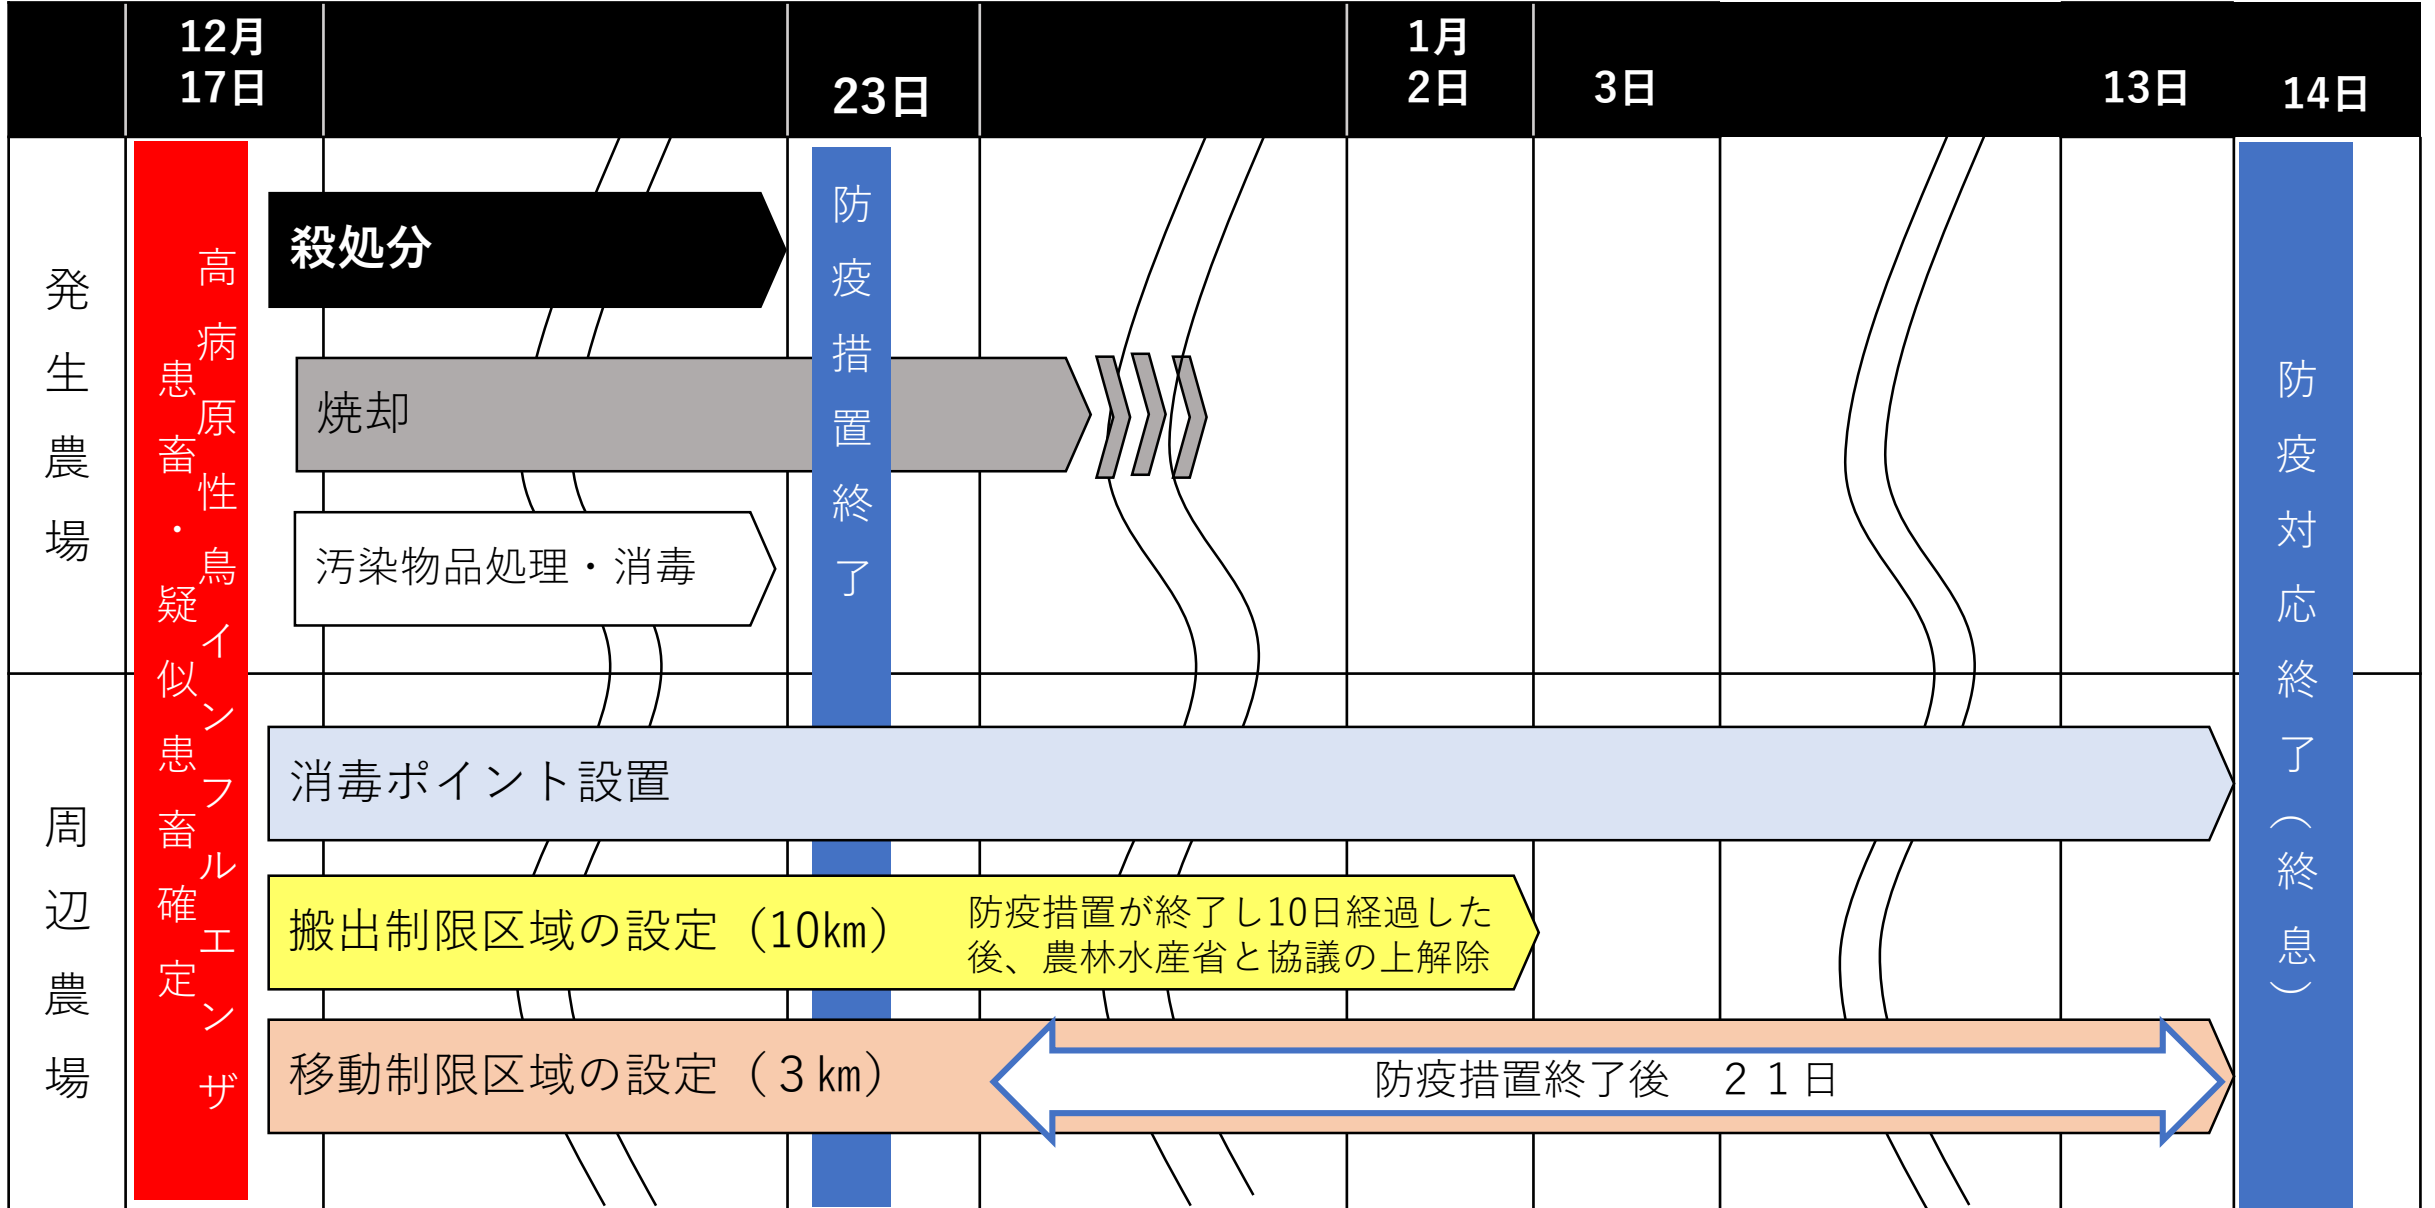 12月
17日
23日
1月
2日
3日
13日
14日
発生農場
高病原性鳥インフルエンザ
患畜・疑似患畜確定
殺処分
焼却
汚染物品処理・消毒
防疫措置終了
防疫対応終了（終息）
周辺農場
消毒ポイント設置
搬出制限区域の設定（10㎞）
防疫措置が終了し10日経過した
後、農林水産省と協議の上解除
移動制限区域の設定（３㎞）
防疫措置終了後　２１日